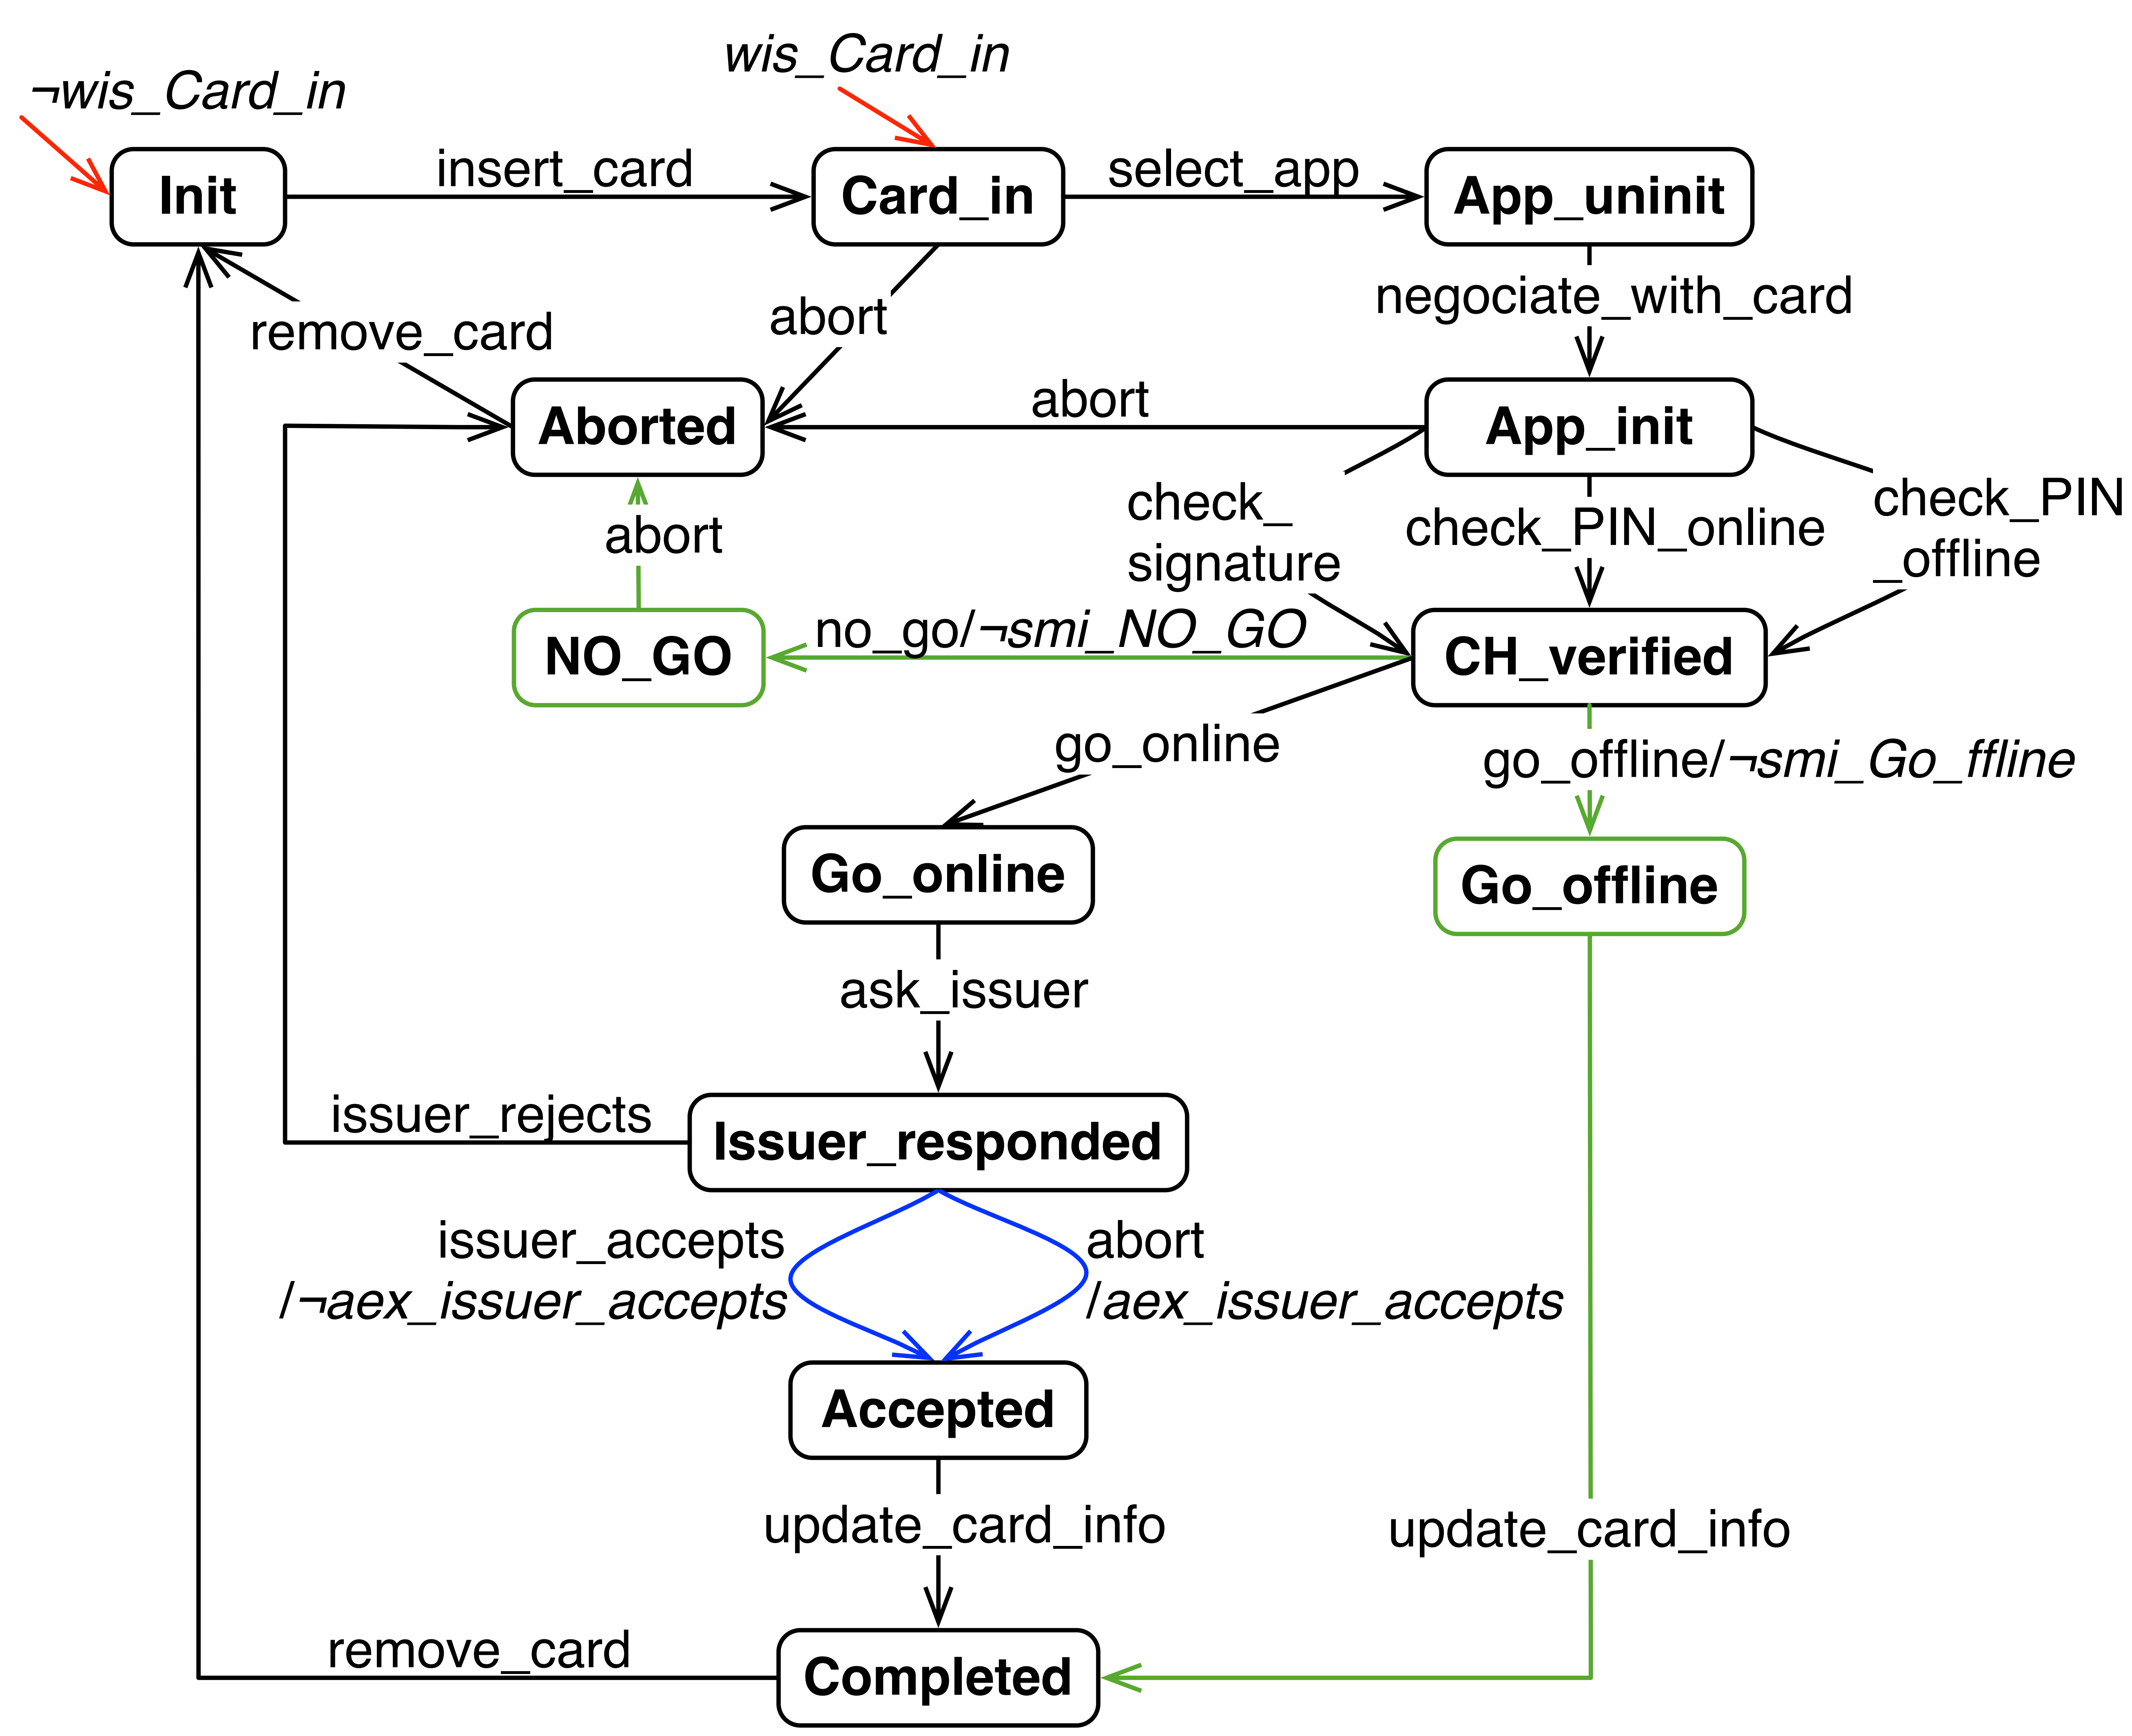 wis_Card_in
¬wis_Card_in
Init
insert_card
Card_in
select_app
App_uninit
negociate_with_card
remove_card
abort
Aborted
abort
App_init
check_
signature
check_PIN_online
check_PIN
_offline
abort
NO_GO
no_go/¬smi_NO_GO
CH_verified
go_online
go_offline/¬smi_Go_ffline
Go_online
Go_offline
ask_issuer
issuer_rejects
Issuer_responded
issuer_accepts
/¬aex_issuer_accepts
abort
/aex_issuer_accepts
Accepted
update_card_info
update_card_info
remove_card
Completed